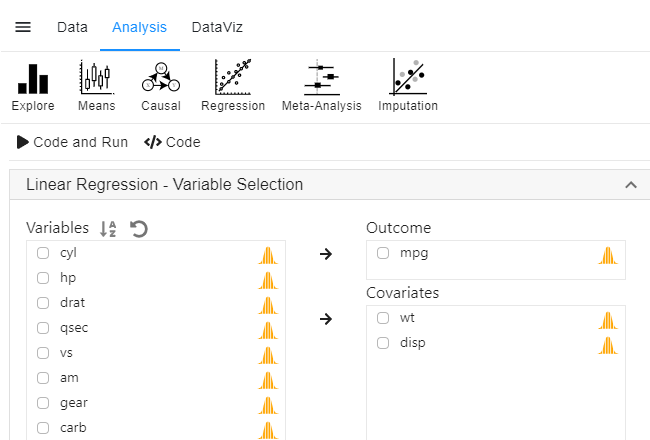 Data Analysis DataViz
Explore Means Causal Regression Meta-Analysis Imputation
Code and Run </> Code
Linear Regression - Variable Selection
Variables
cyl
hp
drat
qsec
vs
am
gear
carb
Outcome
mpg
Covariates
wt
disp